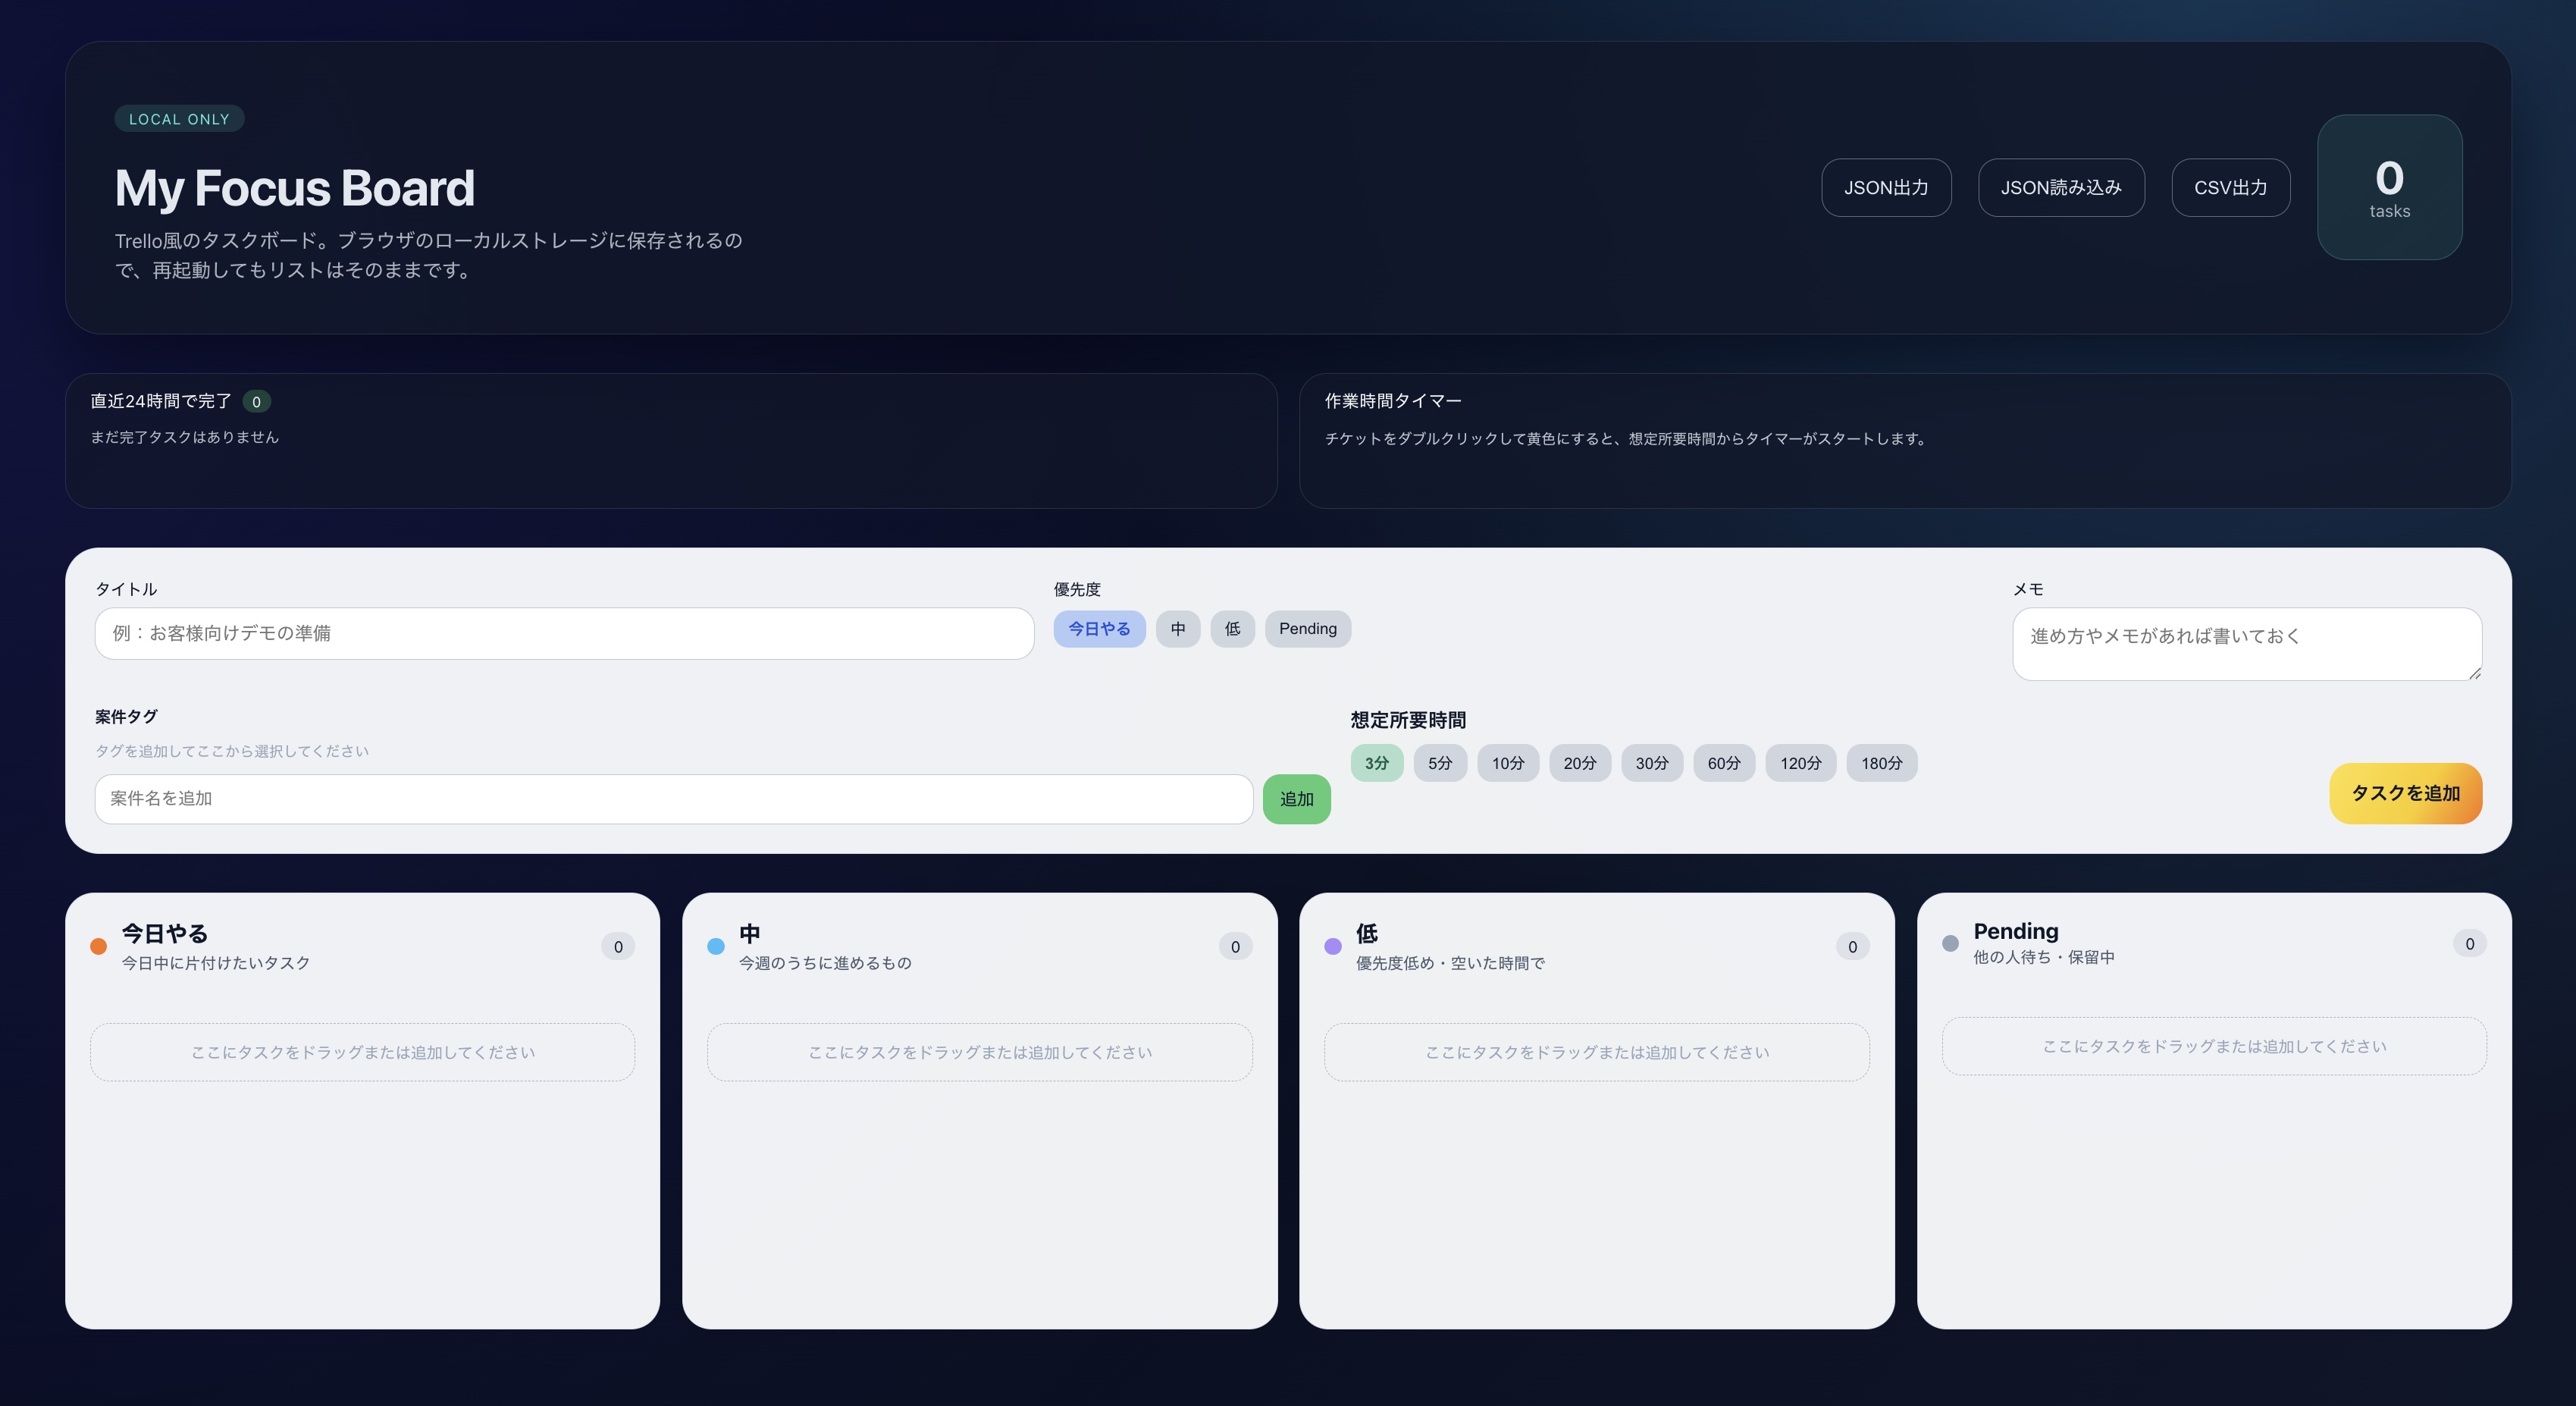 LOCAL ONLY
My Focus Board
Trello風のタスクボード。ブラウザのローカルストレージに保存されるの
で、再起動してもリストはそのままです。
JSON出力
JSON読み込み
CSV出力
0
tasks
直近24時間で完了 0
まだ完了タスクはありません
作業時間タイマー
チケットをダブルクリックして黄色にすると、想定所要時間からタイマーがスタートします。
タイトル
例：お客様向けデモの準備
優先度
今日やる 中 低 Pending
メモ
進め方やメモがあれば書いておく
案件タグ
タグを追加してここから選択してください
案件名を追加
追加
想定所要時間
3分 5分 10分 20分 30分 60分 120分 180分
タスクを追加
今日やる
今日中に片付けたいタスク
0
ここにタスクをドラッグまたは追加してください
中
今週のうちに進めるもの
0
ここにタスクをドラッグまたは追加してください
低
優先度低め・空いた時間で
0
ここにタスクをドラッグまたは追加してください
Pending
他の人待ち・保留中
0
ここにタスクをドラッグまたは追加してください